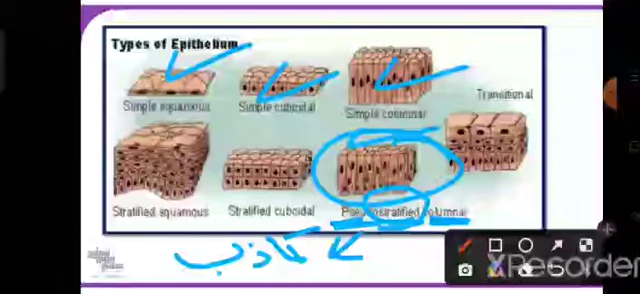 Types of Epithelium
Simple squamous
Simple cuboidal
Simple columnar
Transitional
Stratified squamous
Stratified cuboidal
Pseudostratified columnar
كاذب
XRecorder